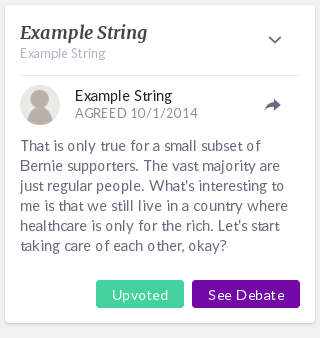 Example String
Example String
Example String
AGREED 10/1/2014
That is only true for a small subset of
Bernie supporters. The vast majority are
just regular people. What's interesting to
me is that we still live in a country where
healthcare is only for the rich. Let's start
taking care of each other, okay?
Upvoted See Debate